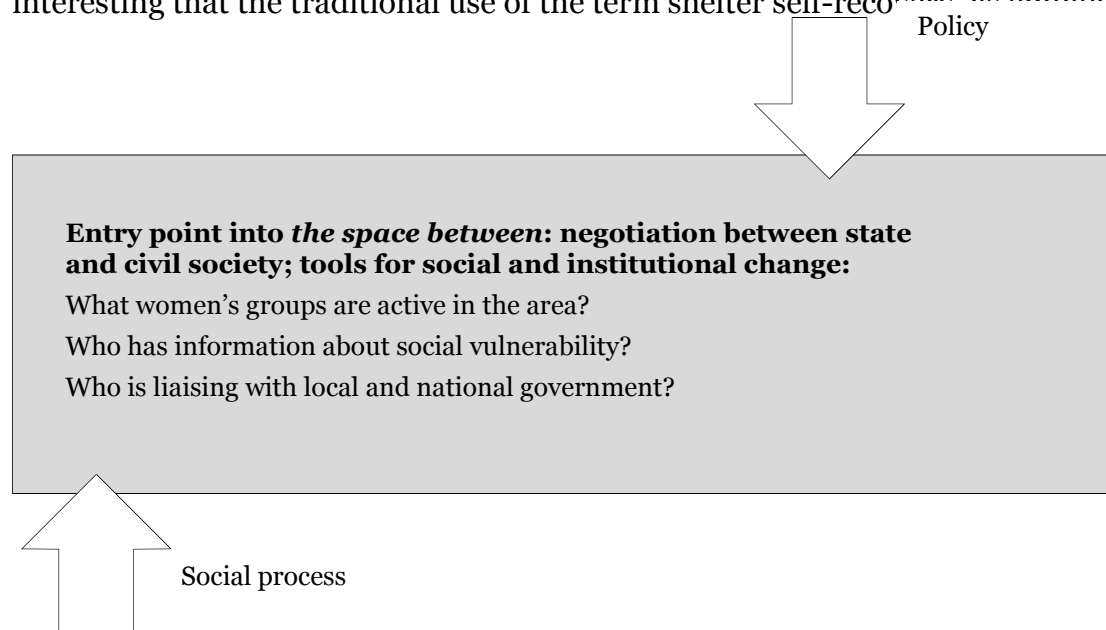 interesting that the traditional use of the term shelter self-reco
Policy
Entry point into the space between: negotiation between state
and civil society; tools for social and institutional change:
What women’s groups are active in the area?
Who has information about social vulnerability?
Who is liaising with local and national government?
Social process